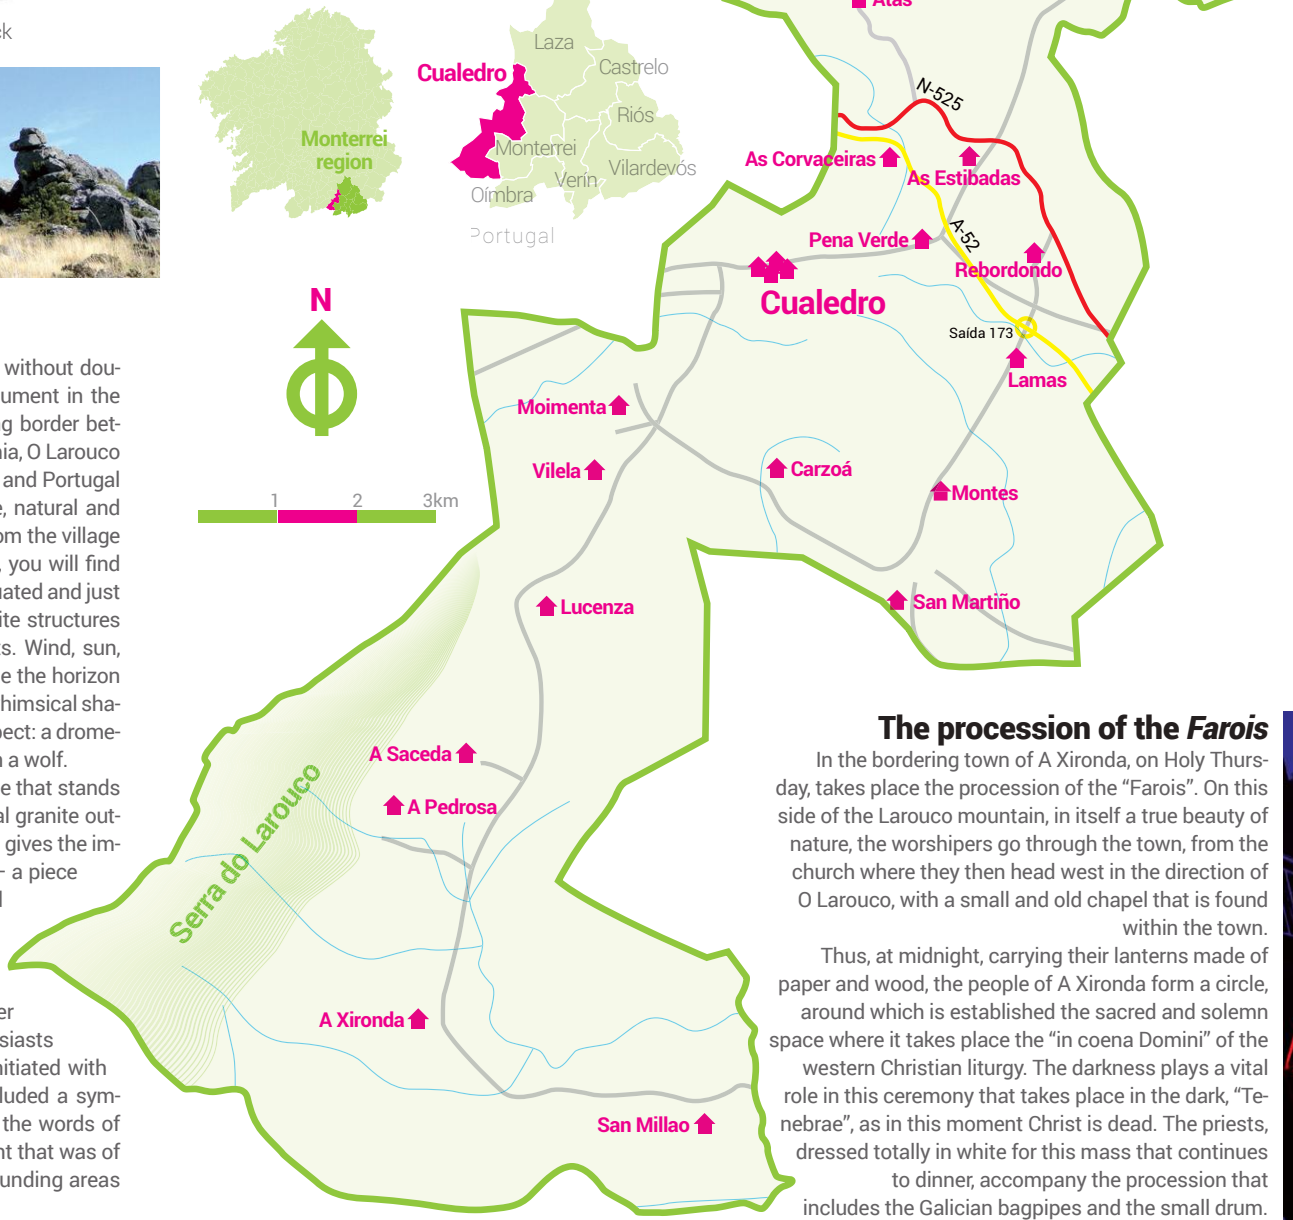 ck
Atás
Laza
Cualedro
Castrelo
N-525
Riós
Monterrei
region
Monterrei
As Corvaceiras
Vilardevós
As Estibadas
Verín
Oímbra
Portugal
Pena Verde
A-52
Rebordondo
N
Cualedro
Saída 173
Lamas
Moimenta
Vilela
Carzoá
Montes
1 2 3km
Lucenza
San Martiño
A Saceda
A Pedrosa
Serra do Larouco
A Xironda
San Millao
without dou-
ument in the
g border bet-
nia, O Larouco
and Portugal
e, natural and
om the village
, you will find
uated and just
ite structures
ts. Wind, sun,
e the horizon
himsical sha-
pect: a drome-
n a wolf.
e that stands
al granite out-
gives the im-
– a piece
l
er
siasts
nitiated with
luded a sym-
the words of
nt that was of
unding areas
The procession of the Farois
In the bordering town of A Xironda, on Holy Thurs-
day, takes place the procession of the “Farois”. On this
side of the Larouco mountain, in itself a true beauty of
nature, the worshipers go through the town, from the
church where they then head west in the direction of
O Larouco, with a small and old chapel that is found
within the town.
Thus, at midnight, carrying their lanterns made of
paper and wood, the people of A Xironda form a circle,
around which is established the sacred and solemn
space where it takes place the “in coena Domini” of the
western Christian liturgy. The darkness plays a vital
role in this ceremony that takes place in the dark, “Te-
nebrae”, as in this moment Christ is dead. The priests,
dressed totally in white for this mass that continues
to dinner, accompany the procession that
includes the Galician bagpipes and the small drum.